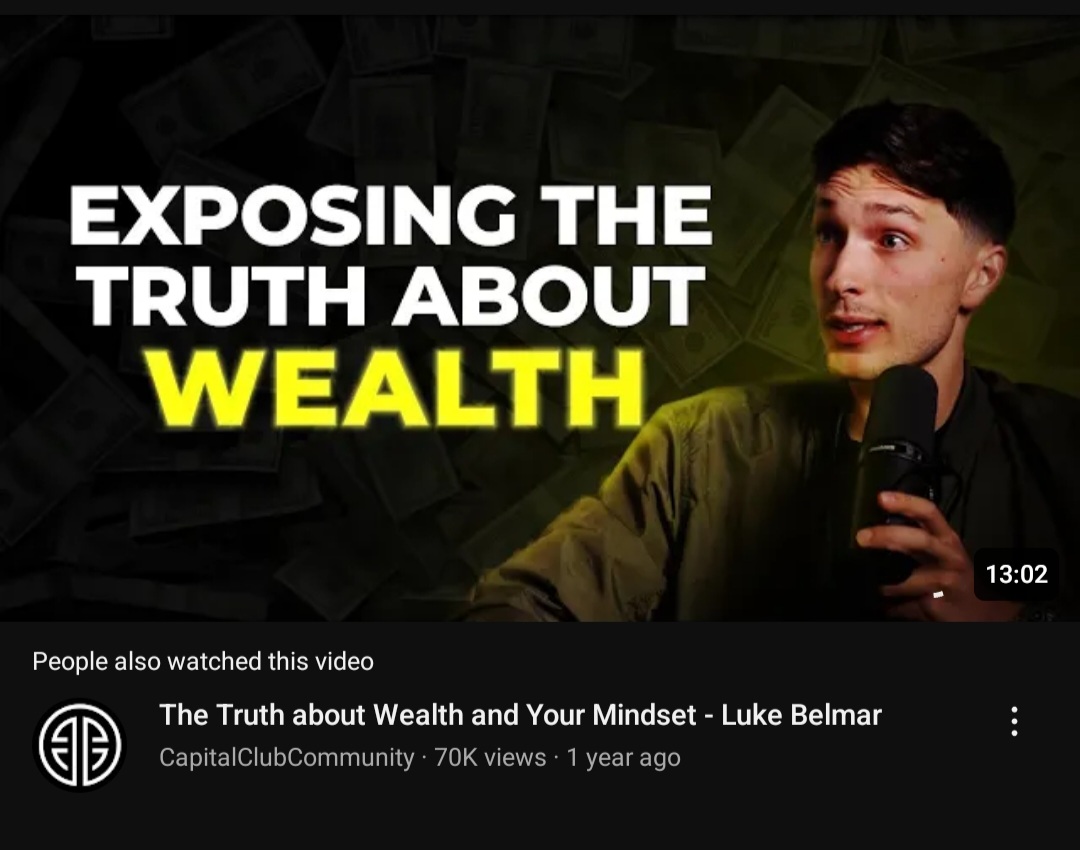 EXPOSING THE
TRUTH ABOUT
WEALTH
13:02
People also watched this video
The Truth about Wealth and Your Mindset - Luke Belmar
CapitalClubCommunity · 70K views · 1 year ago